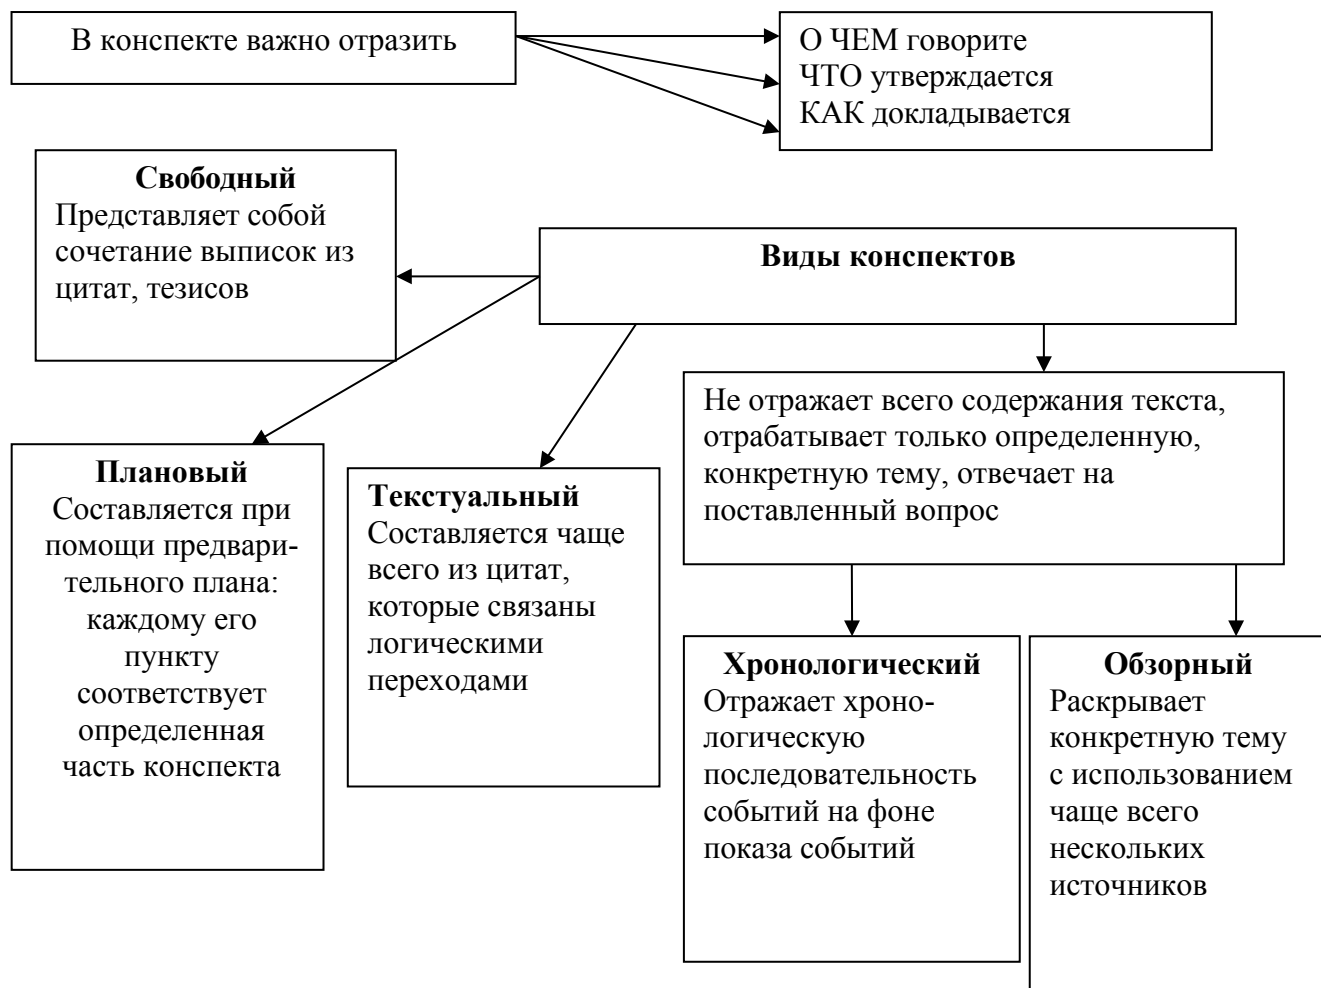 В конспекте важно отразить
О ЧЕМ говорите
ЧТО утверждается
КАК докладывается
Свободный
Представляет собой
сочетание выписок из
цитат, тезисов
Виды конспектов
Не отражает всего содержания текста,
отрабатывает только определенную,
конкретную тему, отвечает на
поставленный вопрос
Плановый
Составляется при
помощи предвари-
тельного плана:
каждому его
пункту
соответствует
определенная
часть конспекта
Текстуальный
Составляется чаще
всего из цитат,
которые связаны
логическими
переходами
Хронологический
Отражает хроно-
логическую
последовательность
событий на фоне
показа событий
Обзорный
Раскрывает
конкретную тему
с использованием
чаще всего
нескольких
источников